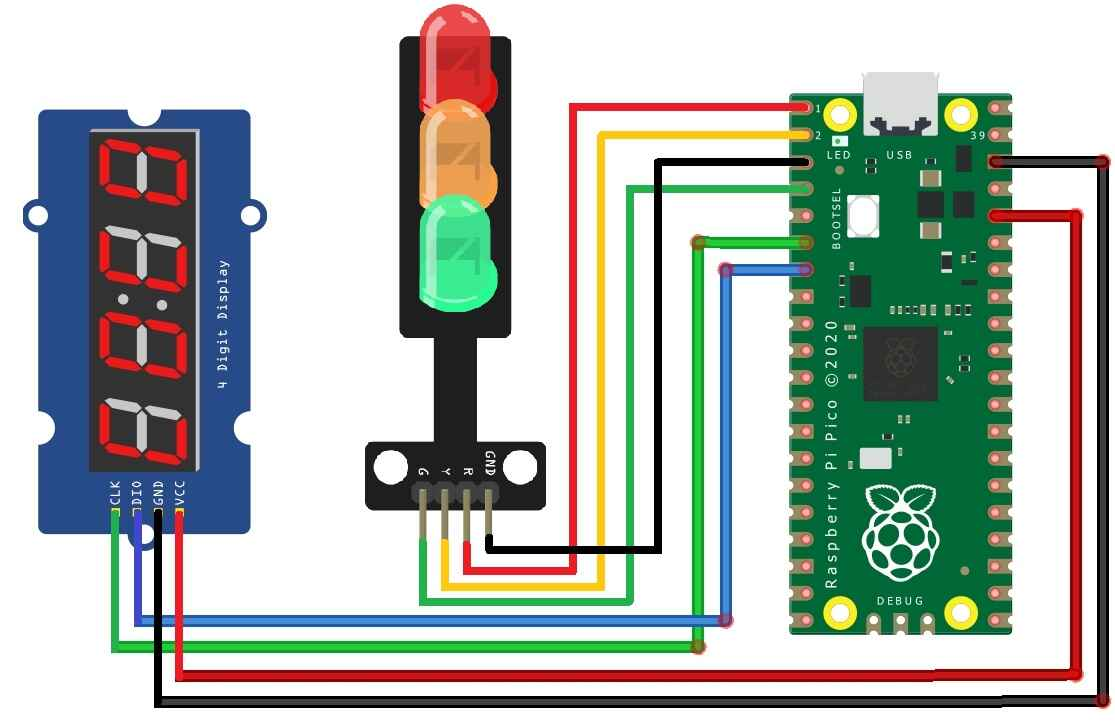 4 Digit Display
CLK
DIO
GND
VCC
G
Y
R
GND
1
2
39
LED
USB
BOOTSEL
Raspberry Pi Pico ©2020
DEBUG